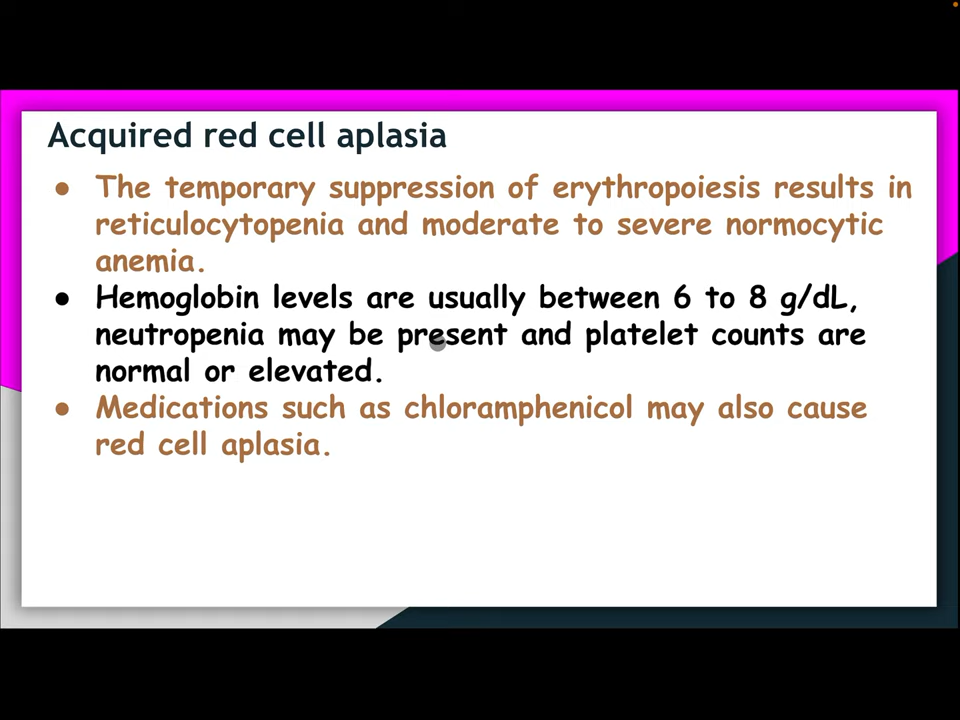 Acquired red cell aplasia
● The temporary suppression of erythropoiesis results in
reticulocytopenia and moderate to severe normocytic
anemia.
● Hemoglobin levels are usually between 6 to 8 g/dL,
neutropenia may be present and platelet counts are
normal or elevated.
● Medications such as chloramphenicol may also cause
red cell aplasia.